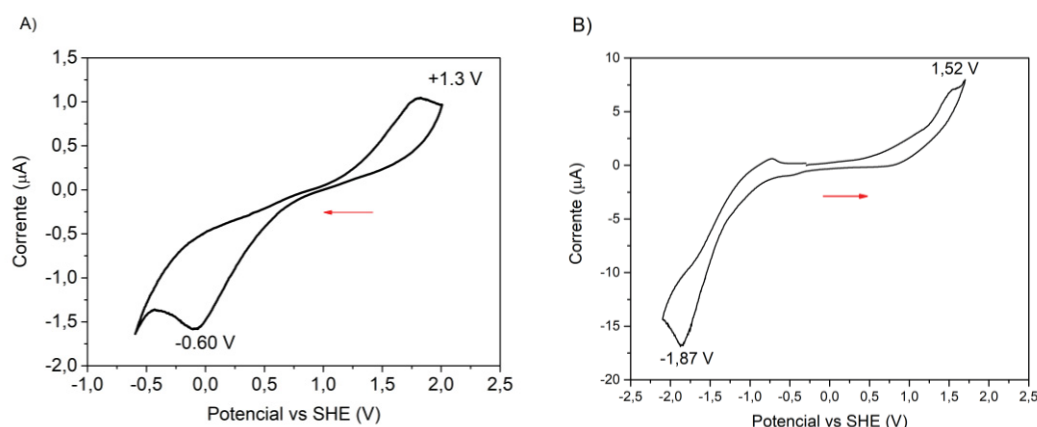 A)
+1.3 V
1,5
1,0
0,5
0,0
-0,5
-1,0
-1,5
-2,0
-0.60 V
-1,0 -0,5 0,0 0,5 1,0 1,5 2,0 2,5
Corrente (μA)
Potencial vs SHE (V)
B)
1,52 V
10
5
0
-5
-10
-15
-20
-1,87 V
-2,5 -2,0 -1,5 -1,0 -0,5 0,0 0,5 1,0 1,5 2,0 2,5
Corrente (μA)
Potencial vs SHE (V)